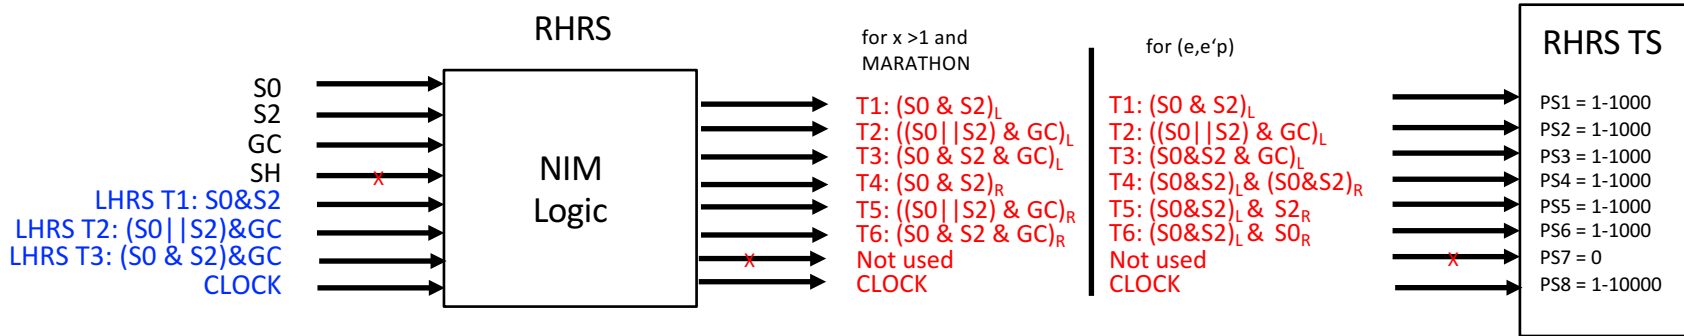 RHRS
S0
S2
GC
SH
X
LHRS T1: S0&S2
LHRS T2: (S0||S2)&GC
LHRS T3: (S0 & S2)&GC
CLOCK
NIM
Logic
X
for x >1 and
MARATHON
T1: (S0 & S2)L
T2: ((S0||S2) & GC)L
T3: (S0 & S2 & GC)L
T4: (S0 & S2)R
T5: ((S0||S2) & GC)R
T6: (S0 & S2 & GC)R
Not used
CLOCK
for (e,e‘p)
T1: (S0 & S2)L
T2: ((S0||S2) & GC)L
T3: (S0&S2 & GC)L
T4: (S0&S2)L& (S0&S2)R
T5: (S0&S2)L & S2R
T6: (S0&S2)L & S0R
Not used
CLOCK
X
RHRS TS
PS1 = 1-1000
PS2 = 1-1000
PS3 = 1-1000
PS4 = 1-1000
PS5 = 1-1000
PS6 = 1-1000
PS7 = 0
PS8 = 1-10000